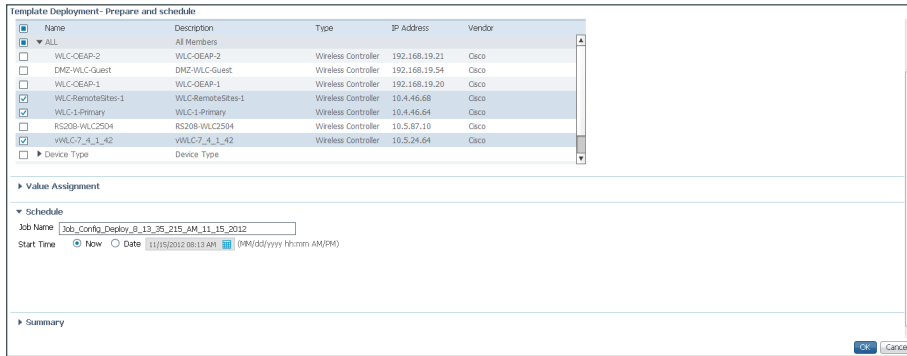 Template Deployment- Prepare and schedule
Name Description Type IP Address Vendor
ALL All Members
WLC-OEAP-2 WLC-OEAP-2 Wireless Controller 192.168.19.21 Cisco
DMZ-WLC-Guest DMZ-WLC-Guest Wireless Controller 192.168.19.54 Cisco
WLC-OEAP-1 WLC-OEAP-1 Wireless Controller 192.168.19.20 Cisco
WLC-RemoteSites-1 WLC-RemoteSites-1 Wireless Controller 10.4.46.68 Cisco
WLC-1-Primary WLC-1-Primary Wireless Controller 10.4.46.64 Cisco
RS208-WLC2504 RS208-WLC2504 Wireless Controller 10.5.87.10 Cisco
vWLC-7_4_1_42 vWLC-7_4_1_42 Wireless Controller 10.5.24.64 Cisco
Device Type Device Type
Value Assignment
Schedule
Job Name Job_Config_Deploy_8_13_35_215_AM_11_15_2012
Start Time Now Date 11/15/2012 08:13 AM (MM/dd/yyyy hh:mm AM/PM)
Summary
OK Cance